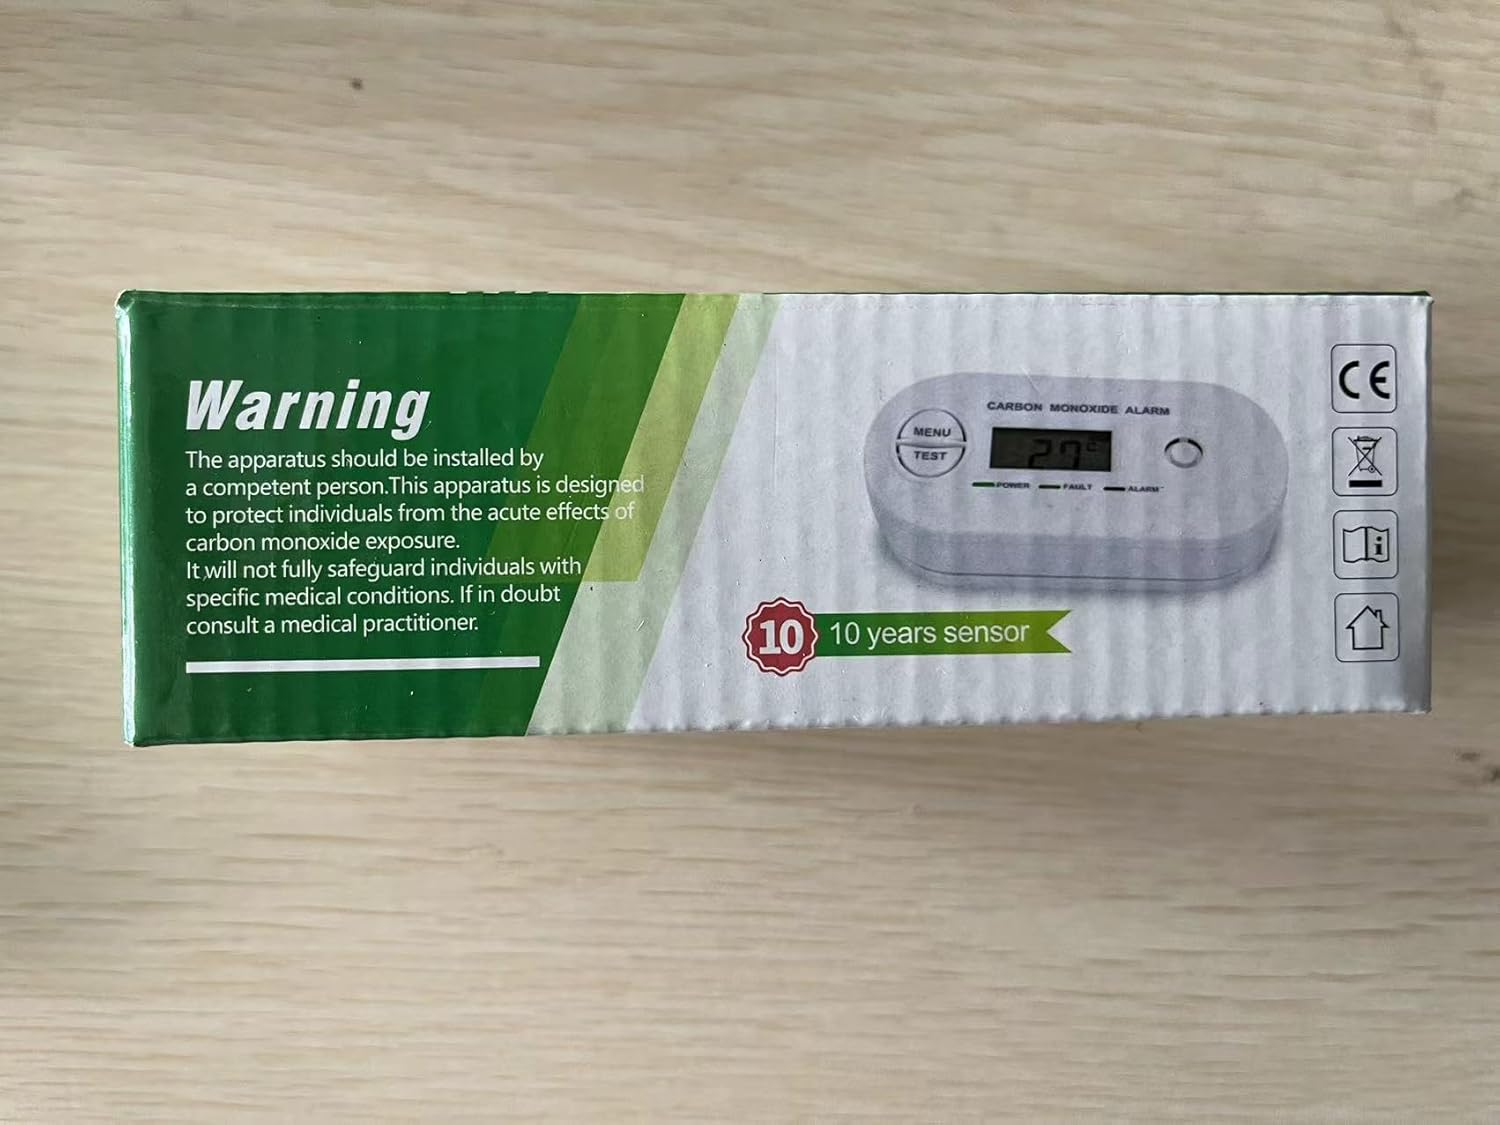 Warning
The apparatus should be installed by
a competent person.This apparatus is designed
to protect individuals from the acute effects of
carbon monoxide exposure.
It will not fully safeguard individuals with
specific medical conditions. If in doubt
consult a medical practitioner.
CARBON MONOXIDE ALARM
MENU
TEST
27°C
POWER FAULT ALARM
10 10 years sensor
CE
i